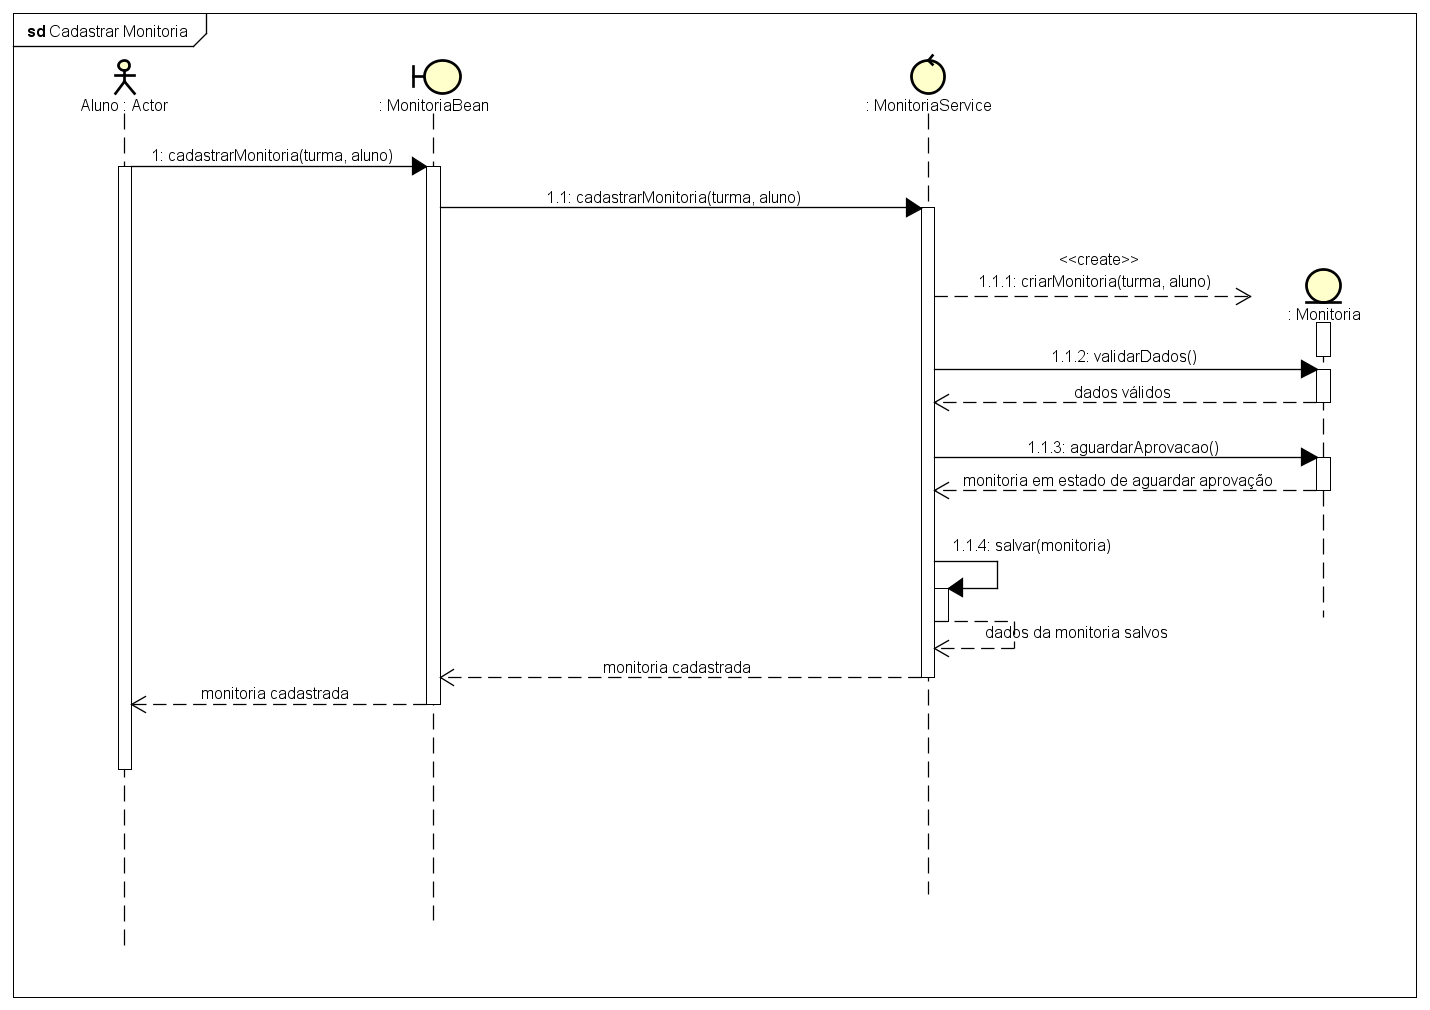 sd Cadastrar Monitoria
Aluno : Actor
: MonitoriaBean
: MonitoriaService
1: cadastrarMonitoria(turma, aluno)
1.1: cadastrarMonitoria(turma, aluno)
<<create>>
1.1.1: criarMonitoria(turma, aluno)
: Monitoria
1.1.2: validarDados()
dados válidos
1.1.3: aguardarAprovacao()
monitoria em estado de aguardar aprovação
1.1.4: salvar(monitoria)
dados da monitoria salvos
monitoria cadastrada
monitoria cadastrada